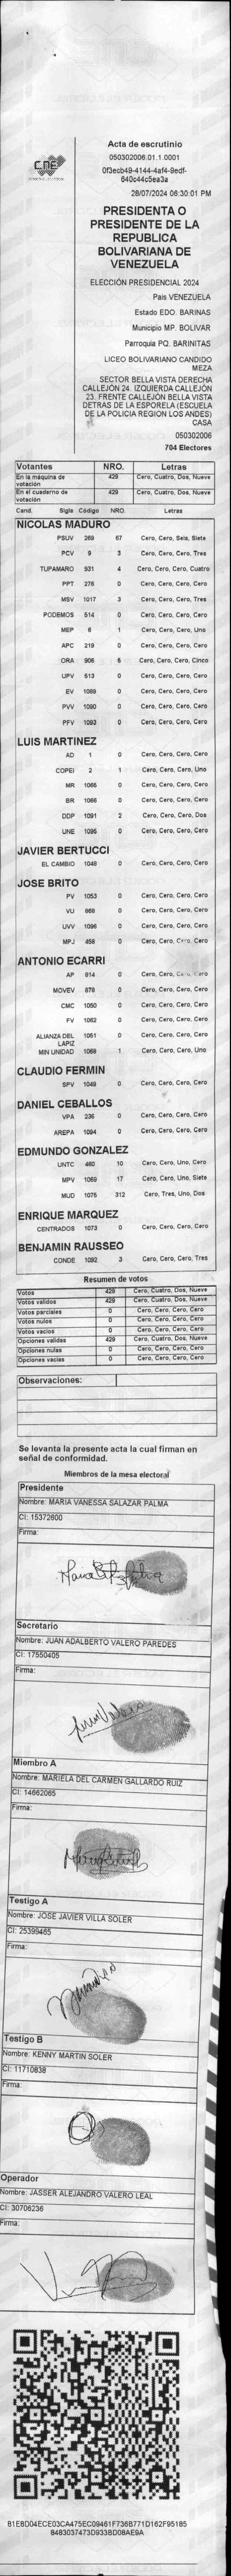 CNE
Acta de escrutinio
050302006.01.1.0001
0f3ecb49-4144-4af4-9edf-
640c44c5ea3a
28/07/2024 06:30:01 PM
PRESIDENTA O
PRESIDENTE DE LA
REPUBLICA
BOLIVARIANA DE
VENEZUELA
ELECCIÓN PRESIDENCIAL 2024
Pais VENEZUELA
Estado EDO. BARINAS
Municipio MP. BOLIVAR
Parroquia PQ. BARINITAS
LICEO BOLIVARIANO CANDIDO
MEZA
SECTOR BELLA VISTA DERECHA
CALLEJÓN 24. IZQUIERDA CALLEJÓN
23. FRENTE CALLEJÓN BELLA VISTA
DETRAS DE LA ESPORELA (ESCUELA
DE LA POLICIA REGION LOS ANDES)
CASA
050302006
704 Electores
Votantes NRO. Letras
En la máquina de votación 429 Cero, Cuatro, Dos, Nueve
En el cuaderno de votación 429 Cero, Cuatro, Dos, Nueve
Cand. Sigla Código NRO. Letras
NICOLAS MADURO
PSUV 269 67 Cero, Cero, Seis, Siete
PCV 9 3 Cero, Cero, Cero, Tres
TUPAMARO 931 4 Cero, Cero, Cero, Cuatro
PPT 276 0 Cero, Cero, Cero, Cero
MSV 1017 3 Cero, Cero, Cero, Tres
PODEMOS 514 0 Cero, Cero, Cero, Cero
MEP 6 1 Cero, Cero, Cero, Uno
APC 219 0 Cero, Cero, Cero, Cero
ORA 906 5 Cero, Cero, Cero, Cinco
UPV 513 0 Cero, Cero, Cero, Cero
EV 1089 0 Cero, Cero, Cero, Cero
PVV 1090 0 Cero, Cero, Cero, Cero
PFV 1093 0 Cero, Cero, Cero, Cero
LUIS MARTINEZ
AD 1 0 Cero, Cero, Cero, Cero
COPEI 2 1 Cero, Cero, Cero, Uno
MR 1065 0 Cero, Cero, Cero, Cero
BR 1066 0 Cero, Cero, Cero, Cero
DDP 1091 2 Cero, Cero, Cero, Dos
UNE 1095 0 Cero, Cero, Cero, Cero
JAVIER BERTUCCI
EL CAMBIO 1048 0 Cero, Cero, Cero, Cero
JOSE BRITO
PV 1053 0 Cero, Cero, Cero, Cero
VU 868 0 Cero, Cero, Cero, Cero
UVV 1096 0 Cero, Cero, Cero, Cero
MPJ 458 0 Cero, Cero, Cero, Cero
ANTONIO ECARRI
AP 814 0 Cero, Cero, Cero, Cero
MOVEV 878 0 Cero, Cero, Cero, Cero
CMC 1050 0 Cero, Cero, Cero, Cero
FV 1062 0 Cero, Cero, Cero, Cero
ALIANZA DEL LAPIZ 1051 0 Cero, Cero, Cero, Cero
MIN UNIDAD 1068 1 Cero, Cero, Cero, Uno
CLAUDIO FERMIN
SPV 1049 0 Cero, Cero, Cero, Cero
DANIEL CEBALLOS
VPA 236 0 Cero, Cero, Cero, Cero
AREPA 1094 0 Cero, Cero, Cero, Cero
EDMUNDO GONZALEZ
UNTC 460 10 Cero, Cero, Uno, Cero
MPV 1069 17 Cero, Cero, Uno, Siete
MUD 1075 312 Cero, Tres, Uno, Dos
ENRIQUE MARQUEZ
CENTRADOS 1073 0 Cero, Cero, Cero, Cero
BENJAMIN RAUSSEO
CONDE 1092 3 Cero, Cero, Cero, Tres
Resumen de votos
Votos 429 Cero, Cuatro, Dos, Nueve
Votos validos 429 Cero, Cuatro, Dos, Nueve
Votos parciales 0 Cero, Cero, Cero, Cero
Votos nulos 0 Cero, Cero, Cero, Cero
Votos vacios 0 Cero, Cero, Cero, Cero
Opciones validas 429 Cero, Cuatro, Dos, Nueve
Opciones nulas 0 Cero, Cero, Cero, Cero
Opciones vacias 0 Cero, Cero, Cero, Cero
Observaciones:
Se levanta la presente acta la cual firman en
señal de conformidad.
Miembros de la mesa electoral
Presidente
Nombre: MARIA VANESSA SALAZAR PALMA
CI: 15372600
Firma:
Secretario
Nombre: JUAN ADALBERTO VALERO PAREDES
CI: 17550405
Firma:
Miembro A
Nombre: MARIELA DEL CARMEN GALLARDO RUIZ
CI: 14662065
Firma:
Testigo A
Nombre: JOSE JAVIER VILLA SOLER
CI: 25399465
Firma:
Testigo B
Nombre: KENNY MARTIN SOLER
CI: 11710838
Firma:
Operador
Nombre: JASSER ALEJANDRO VALERO LEAL
CI: 30706236
Firma:
B1E8D04ECE03CA475EC09461F736B771D162F95185
8483037473D933BD08AE9A